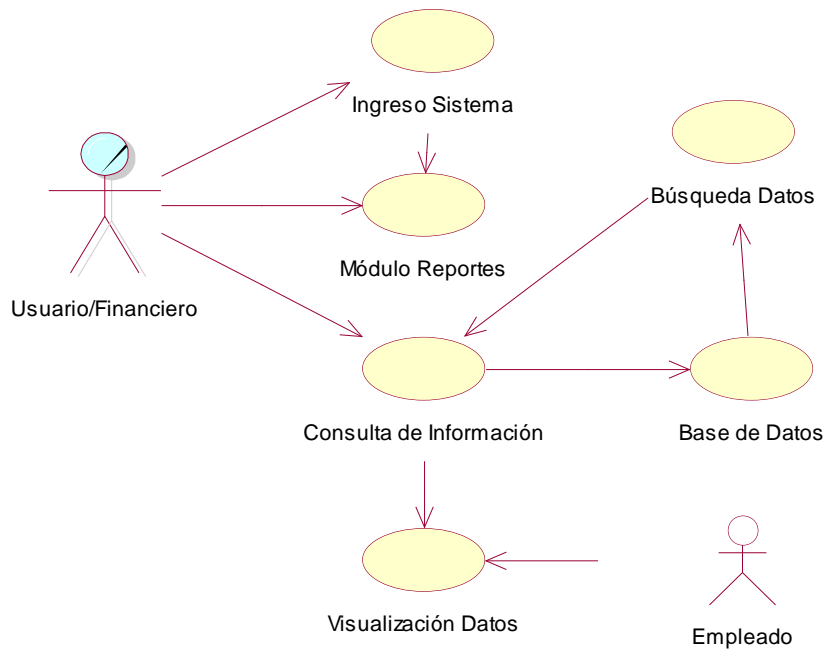 Ingreso Sistema
Búsqueda Datos
Módulo Reportes
Usuario/Financiero
Consulta de Información
Base de Datos
Visualización Datos
Empleado